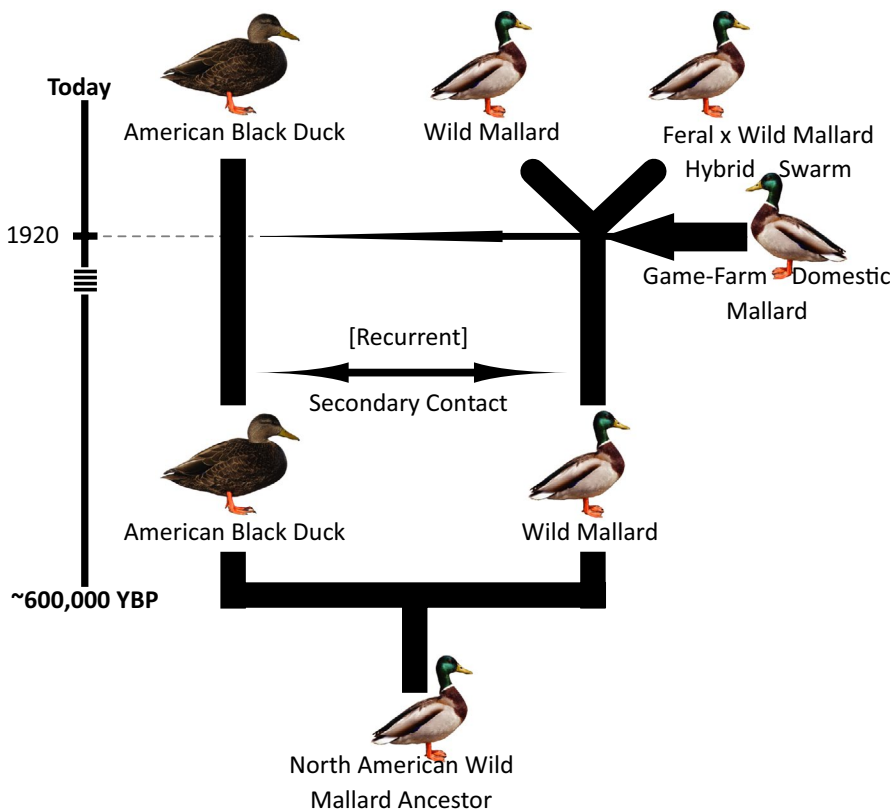 Today
American Black Duck
Wild Mallard
Feral x Wild Mallard
Hybrid Swarm
1920
Game-Farm Domestic
Mallard
[Recurrent]
Secondary Contact
American Black Duck
Wild Mallard
~600,000 YBP
North American Wild
Mallard Ancestor